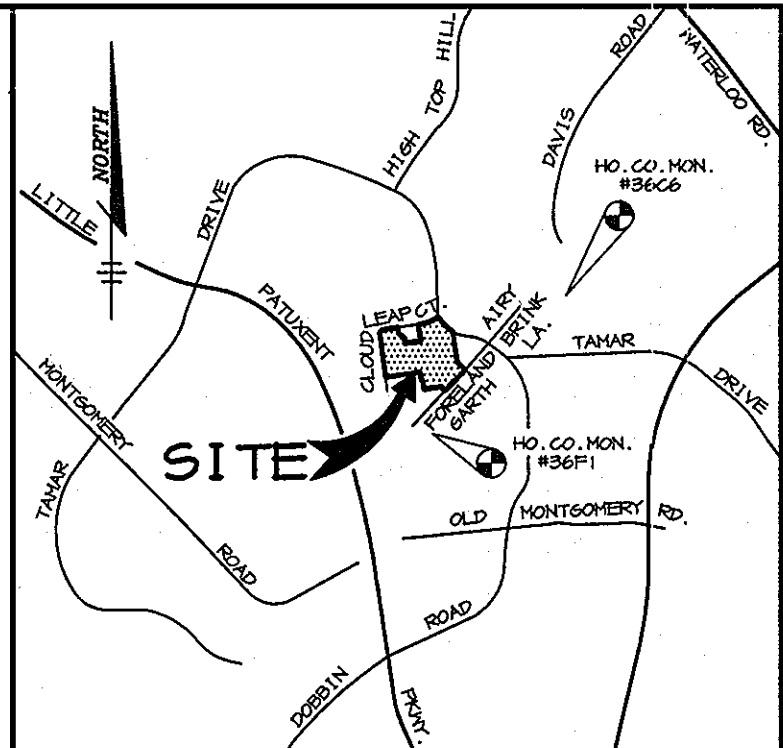 NORTH
LITTLE
PATUXENT
PKWY.
DRIVE
HIGH TOP HILL
DAVIS
ROAD
WATERLOO RD.
HO.CO.MON.
#36C6
CLOUD
LEAP CT.
AIRY
BRINK
LA.
FORELAND
GARTH
TAMAR
DRIVE
MONTGOMERY
ROAD
TAMAR
SITE
HO.CO.MON.
#36F1
OLD MONTGOMERY RD.
DOBBIN
ROAD